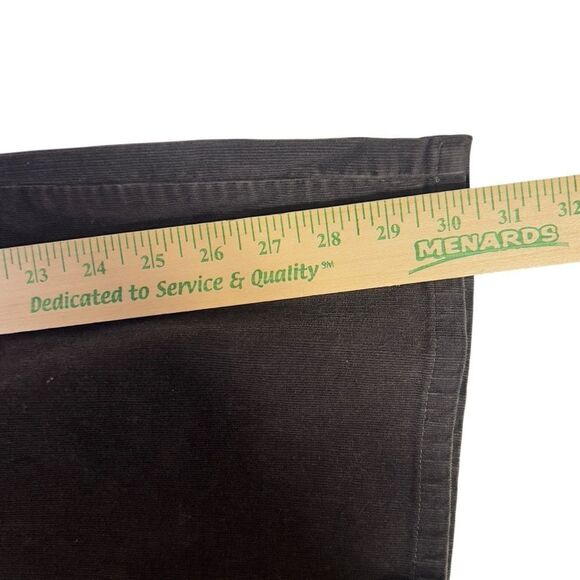 23 24 25 26 27 28 29 30 31 32
MENARDS
Dedicated to Service & Quality℠